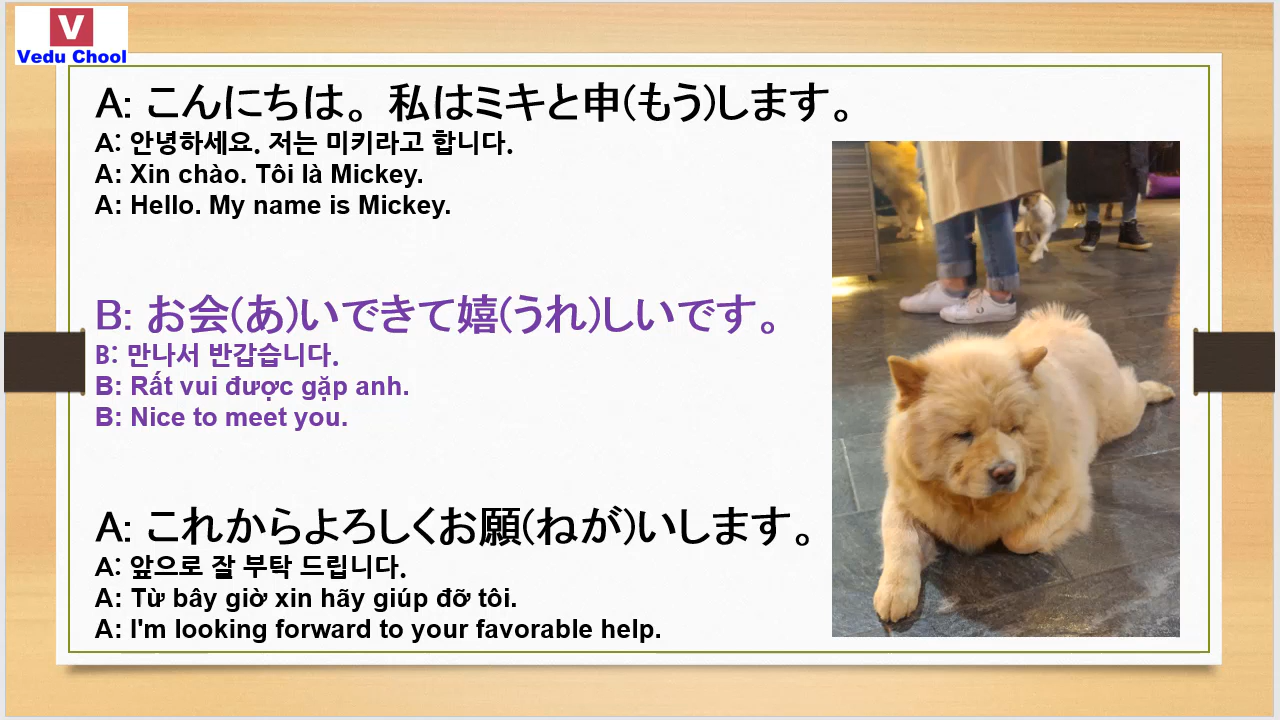 V
Vedu Chool
A: こんにちは。私はミキと申(もう)します。
A: 안녕하세요. 저는 미키라고 합니다.
A: Xin chào. Tôi là Mickey.
A: Hello. My name is Mickey.
B: お会(あ)いできて嬉(うれ)しいです。
B: 만나서 반갑습니다.
B: Rất vui được gặp anh.
B: Nice to meet you.
A: これからよろしくお願(ねが)いします。
A: 앞으로 잘 부탁 드립니다.
A: Từ bây giờ xin hãy giúp đỡ tôi.
A: I'm looking forward to your favorable help.